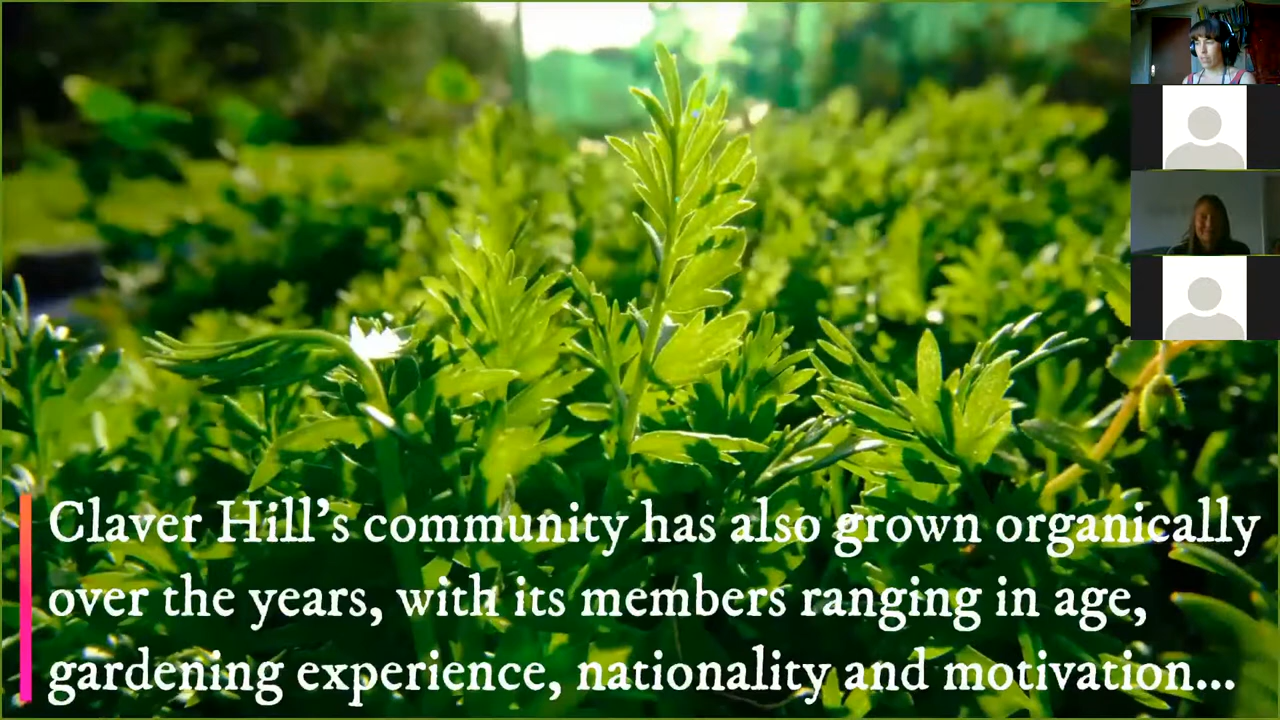 Claver Hill’s community has also grown organically
over the years, with its members ranging in age,
gardening experience, nationality and motivation...